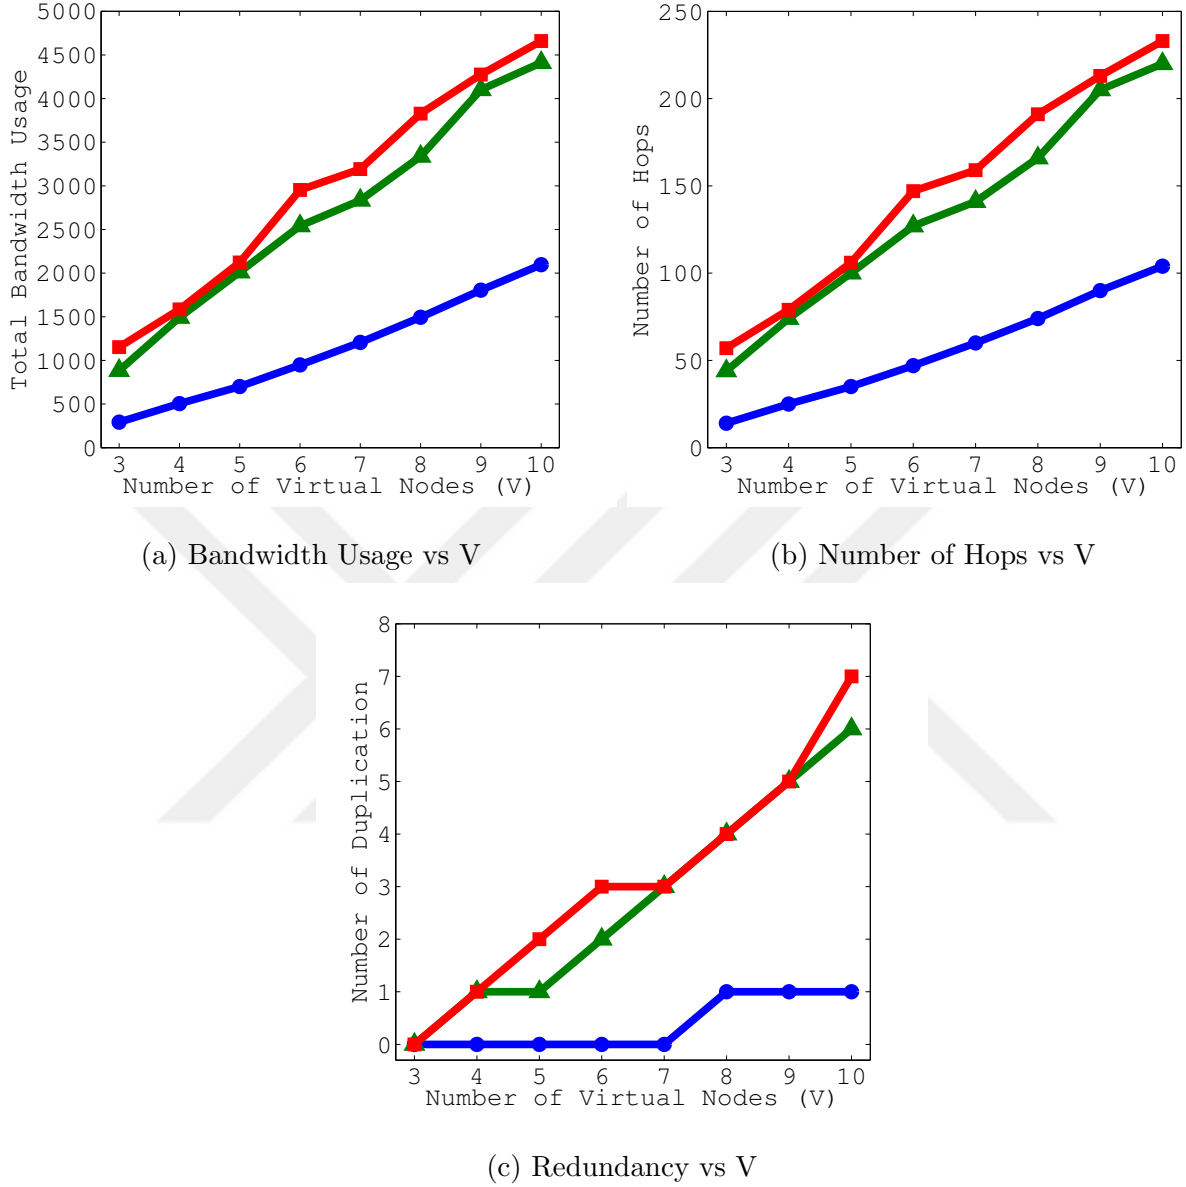 5000
4500
4000
3500
3000
2500
2000
1500
1000
500
0
Total Bandwidth Usage
3 4 5 6 7 8 9 10
Number of Virtual Nodes (V)
(a) Bandwidth Usage vs V
250
200
150
100
50
0
Number of Hops
3 4 5 6 7 8 9 10
Number of Virtual Nodes (V)
(b) Number of Hops vs V
8
7
6
5
4
3
2
1
0
Number of Duplication
3 4 5 6 7 8 9 10
Number of Virtual Nodes (V)
(c) Redundancy vs V